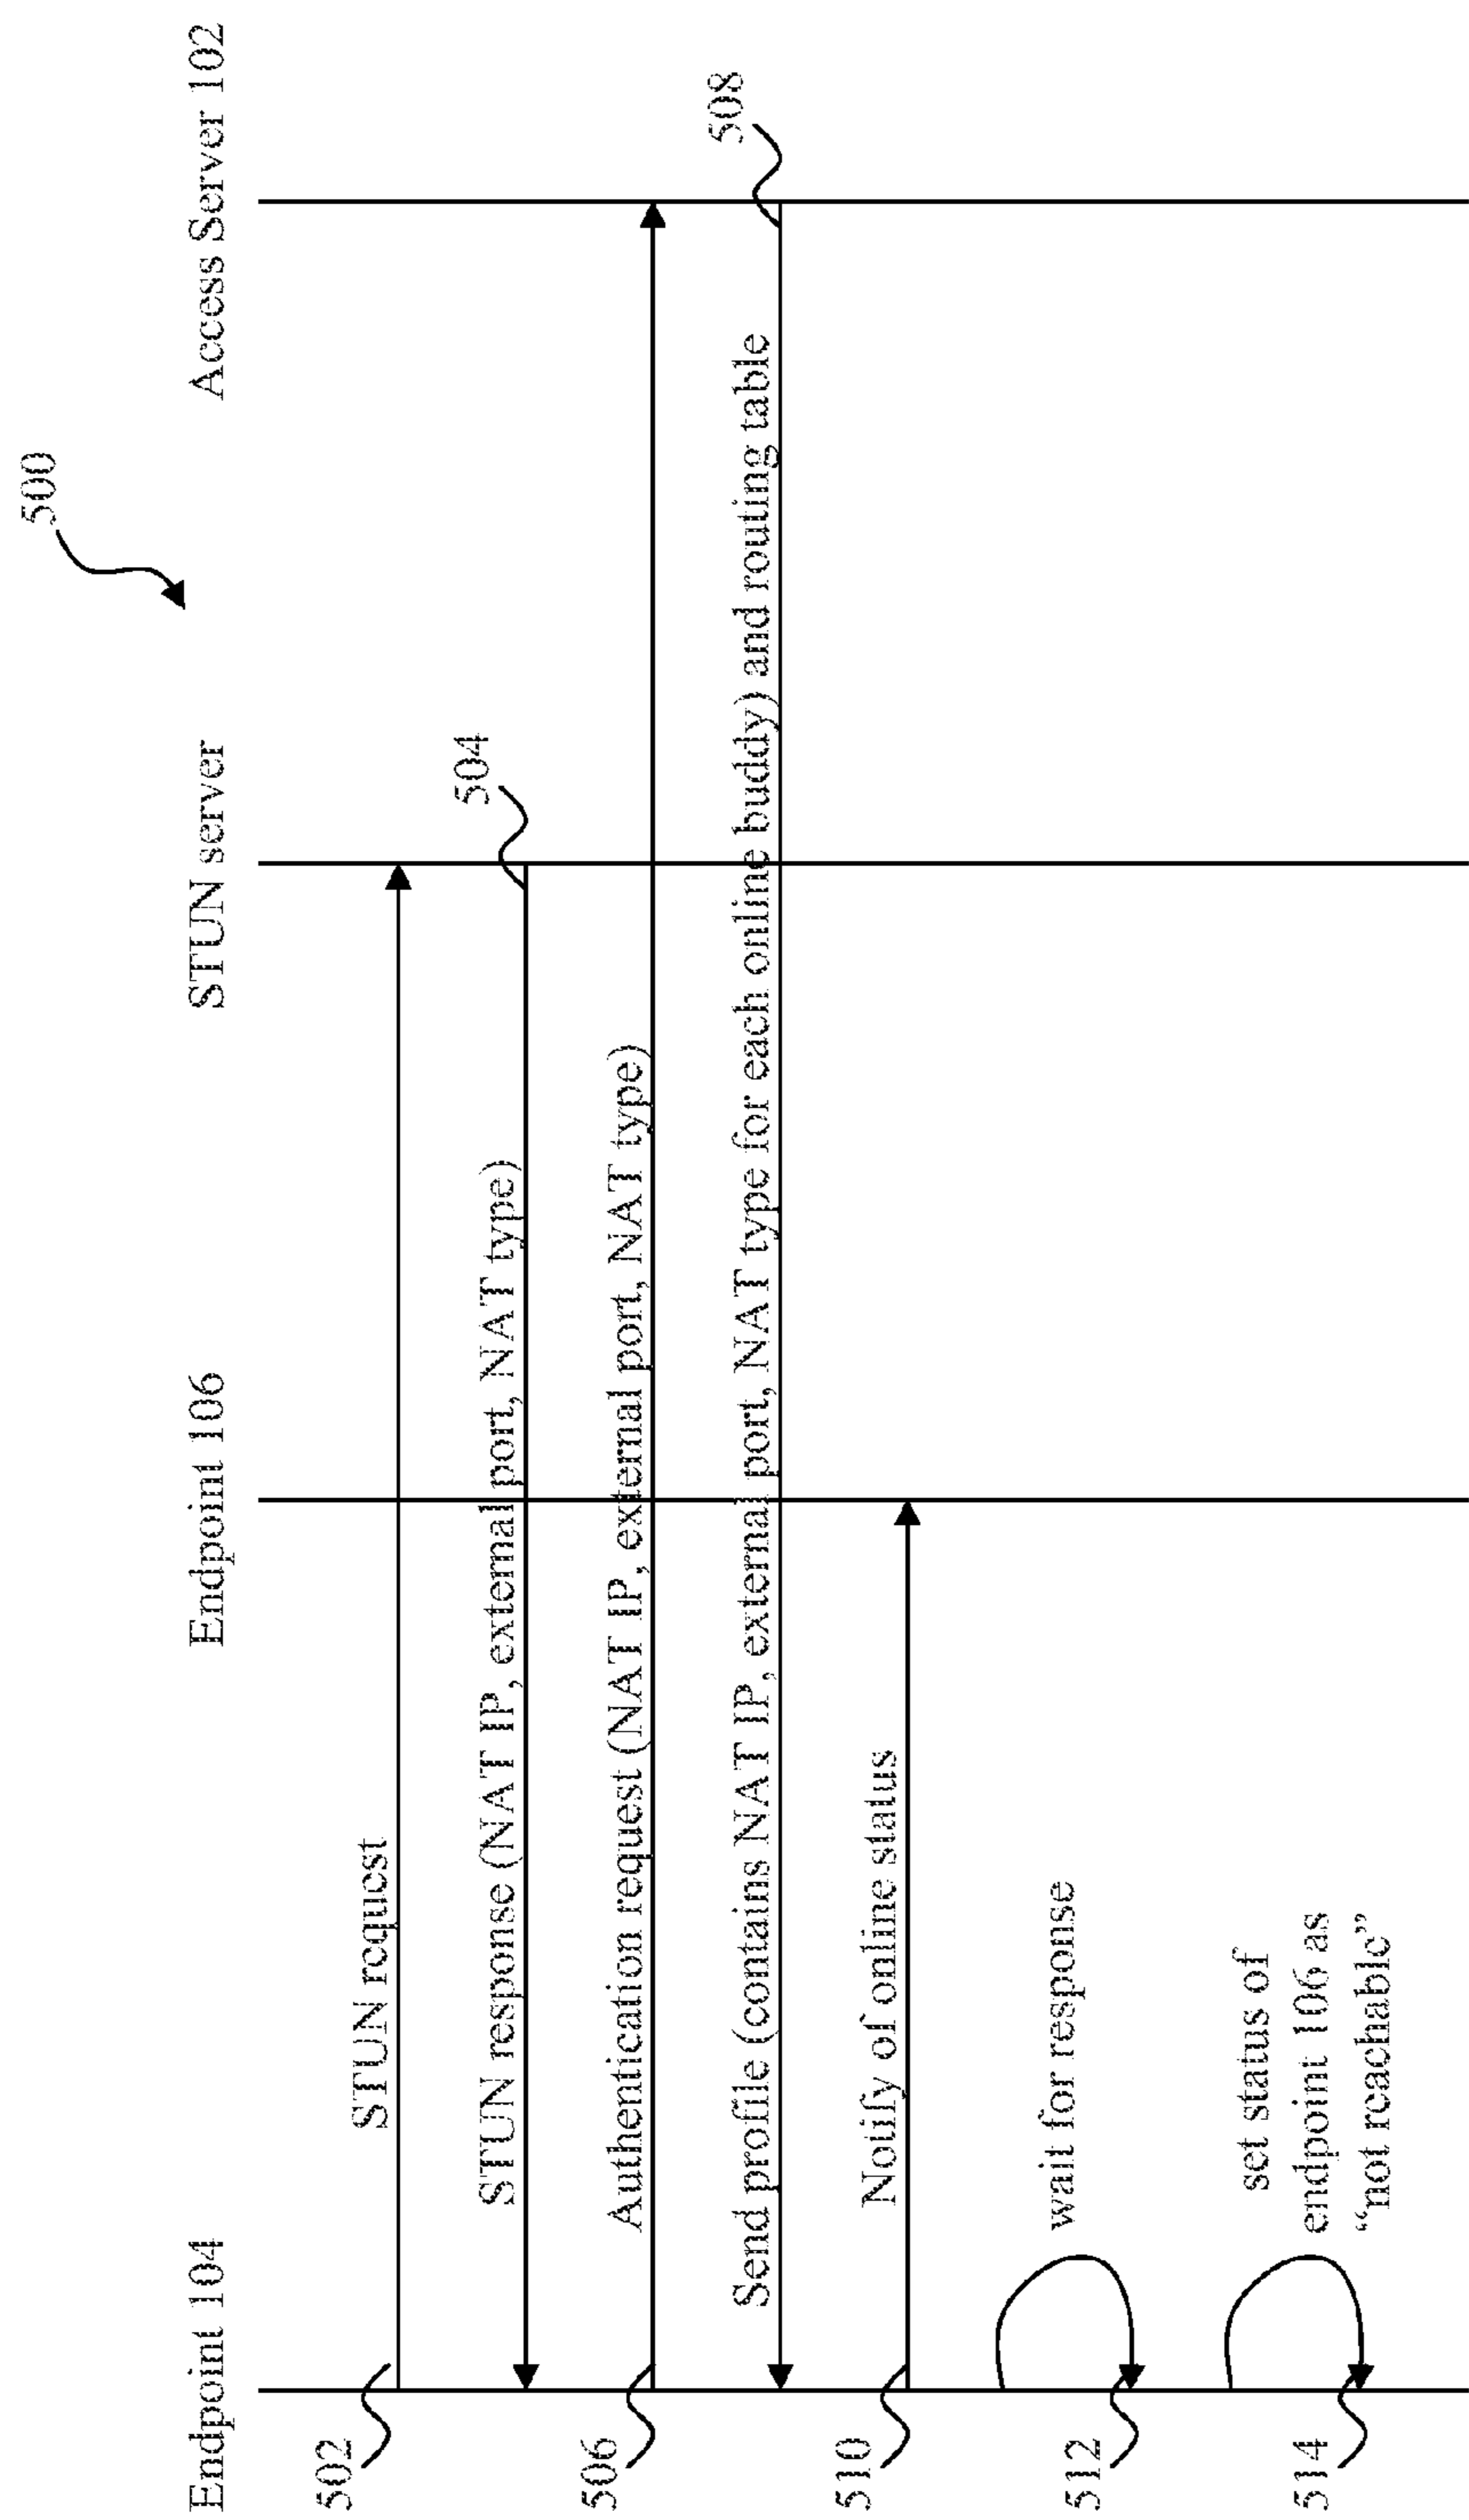 500
Endpoint 104
Endpoint 106
STUN server
Access Server 102
502
STUN request
504
STUN response (NAT IP, external port, NAT type)
506
Authentication request (NAT IP, external port, NAT type)
508
Send profile (contains NAT IP, external port, NAT type for each online buddy) and routing table
510
Notify of online status
512
wait for response
514
set status of
endpoint 106 as
“not reachable”